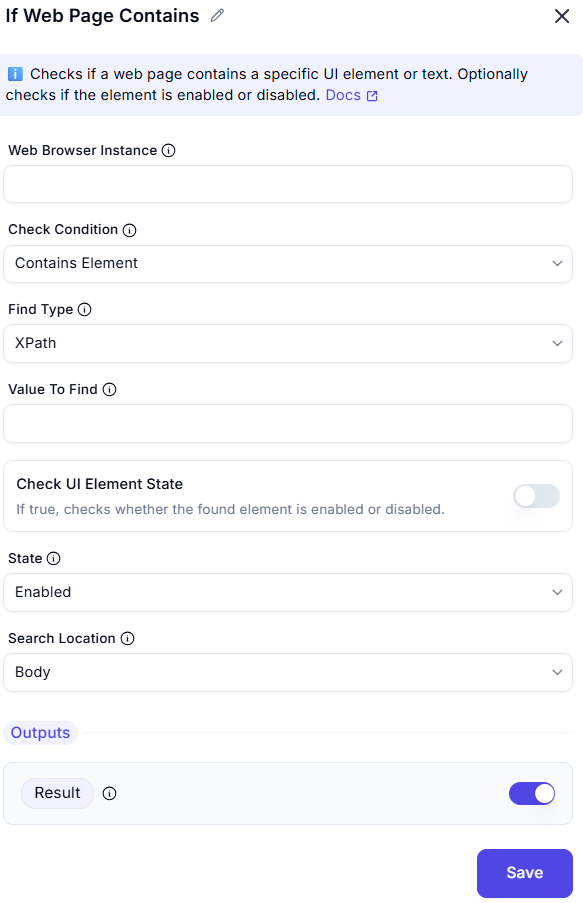 If Web Page Contains
Checks if a web page contains a specific UI element or text. Optionally
checks if the element is enabled or disabled. Docs
Web Browser Instance
Check Condition
Contains Element
Find Type
XPath
Value To Find
Check UI Element State
If true, checks whether the found element is enabled or disabled.
State
Enabled
Search Location
Body
Outputs
Result
Save